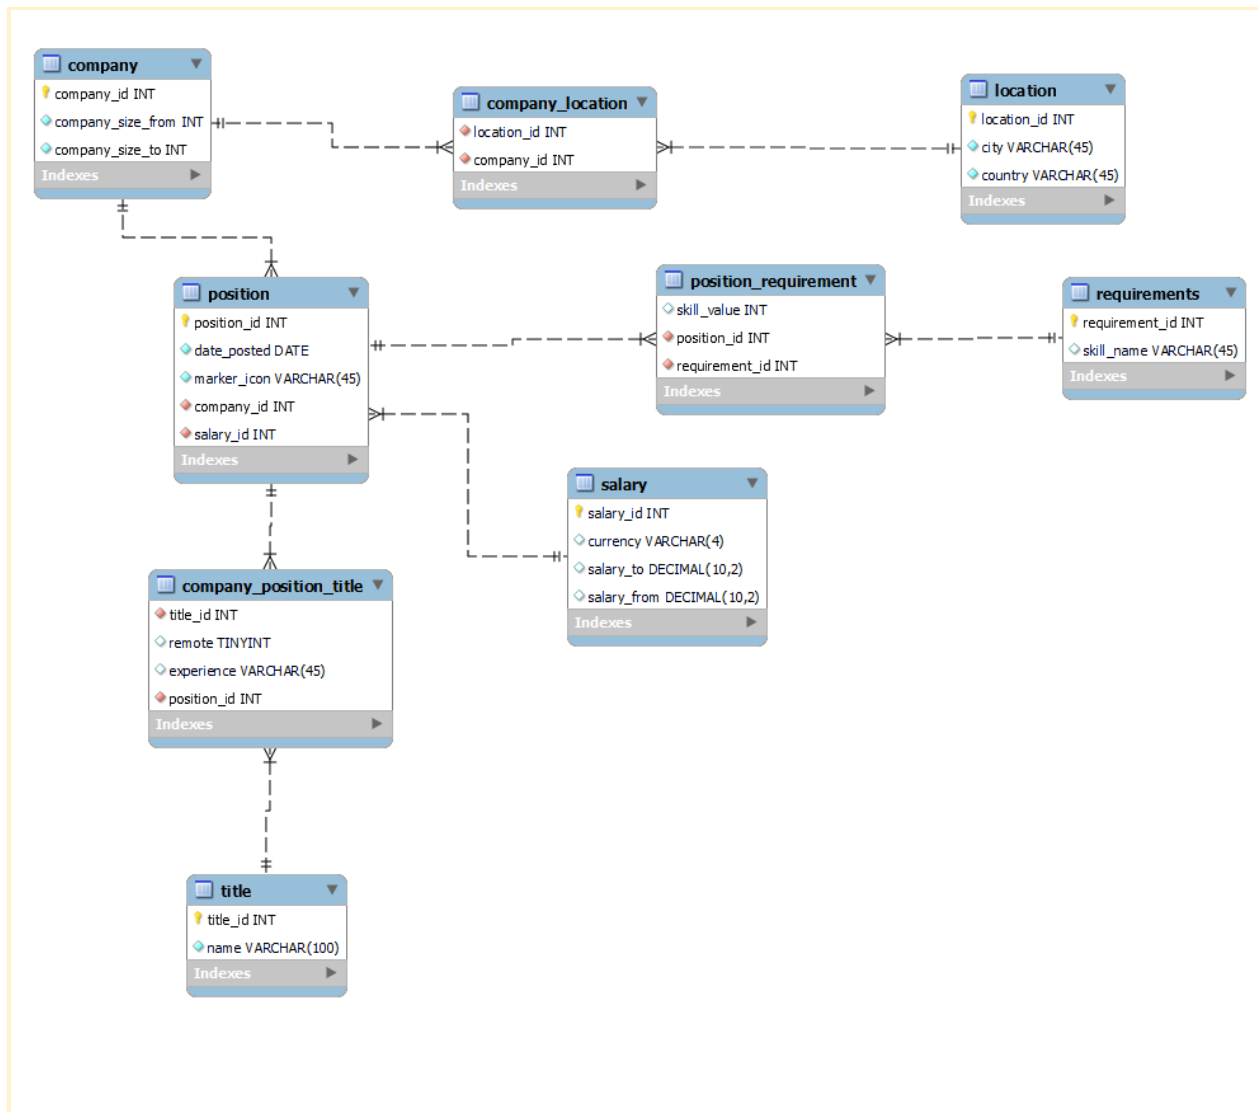 company
company_id INT
company_size_from INT
company_size_to INT
Indexes
company_location
location_id INT
company_id INT
Indexes
location
location_id INT
city VARCHAR(45)
country VARCHAR(45)
Indexes
position
position_id INT
date_posted DATE
marker_icon VARCHAR(45)
company_id INT
salary_id INT
Indexes
position_requirement
skill_value INT
position_id INT
requirement_id INT
Indexes
requirements
requirement_id INT
skill_name VARCHAR(45)
Indexes
salary
salary_id INT
currency VARCHAR(4)
salary_to DECIMAL(10,2)
salary_from DECIMAL(10,2)
Indexes
company_position_title
title_id INT
remote TINYINT
experience VARCHAR(45)
position_id INT
Indexes
title
title_id INT
name VARCHAR(100)
Indexes